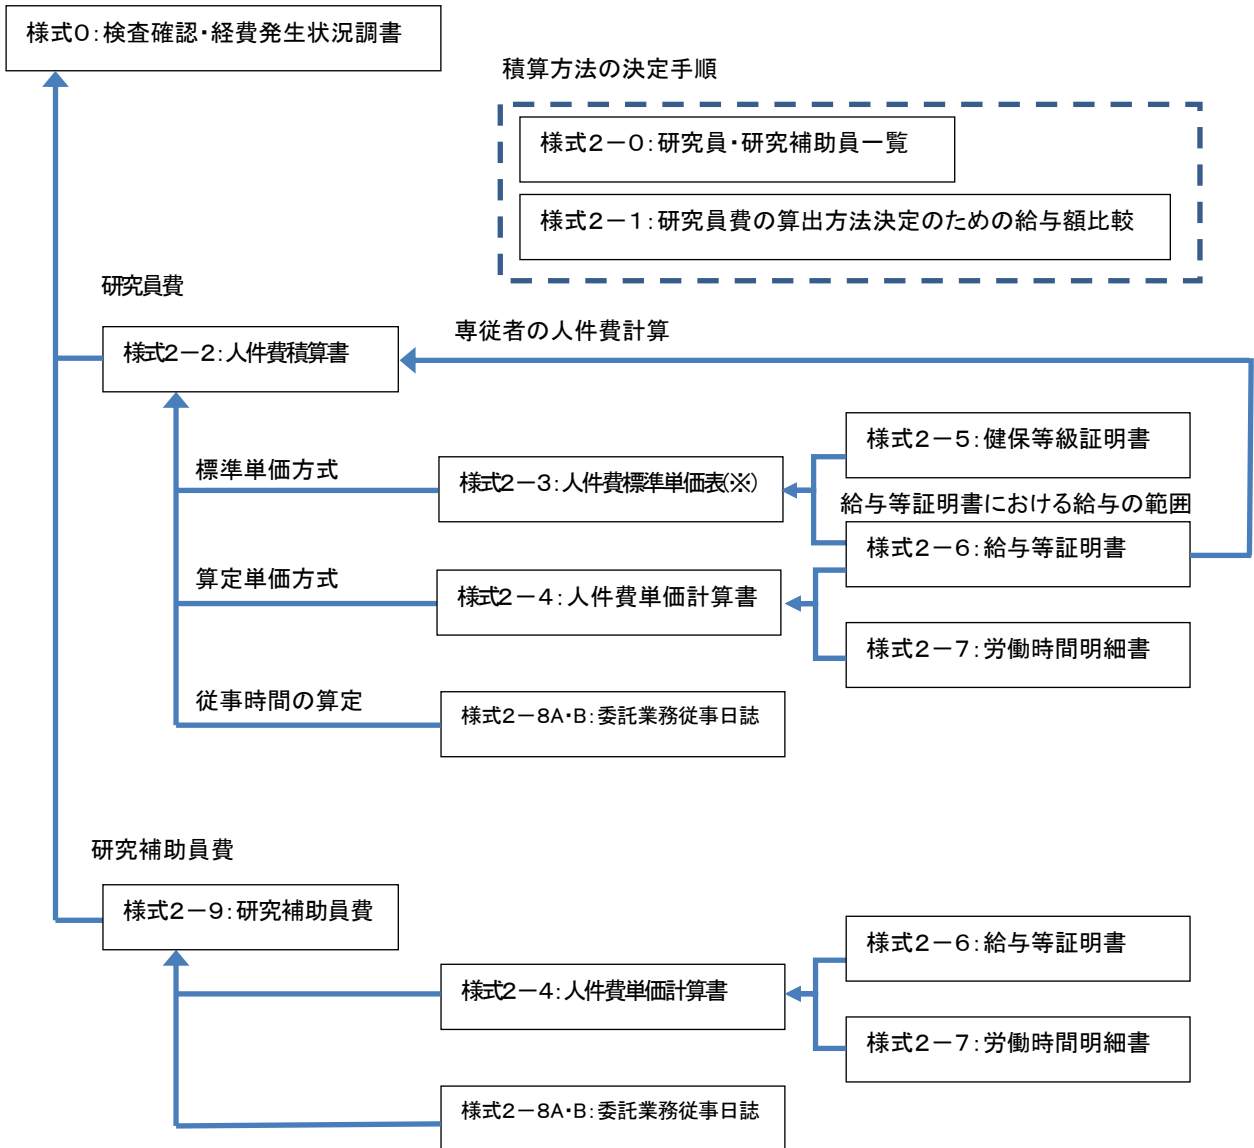 様式0:検査確認・経費発生状況調書
積算方法の決定手順
様式2-0:研究員・研究補助員一覧
様式2-1:研究員費の算出方法決定のための給与額比較
研究員費
様式2-2:人件費積算書
専従者の人件費計算
標準単価方式
様式2-3:人件費標準単価表(※)
様式2-5:健保等級証明書
給与等証明書における給与の範囲
様式2-6:給与等証明書
算定単価方式
様式2-4:人件費単価計算書
様式2-7:労働時間明細書
従事時間の算定
様式2-8A・B:委託業務従事日誌
研究補助員費
様式2-9:研究補助員費
様式2-6:給与等証明書
様式2-4:人件費単価計算書
様式2-7:労働時間明細書
様式2-8A・B:委託業務従事日誌